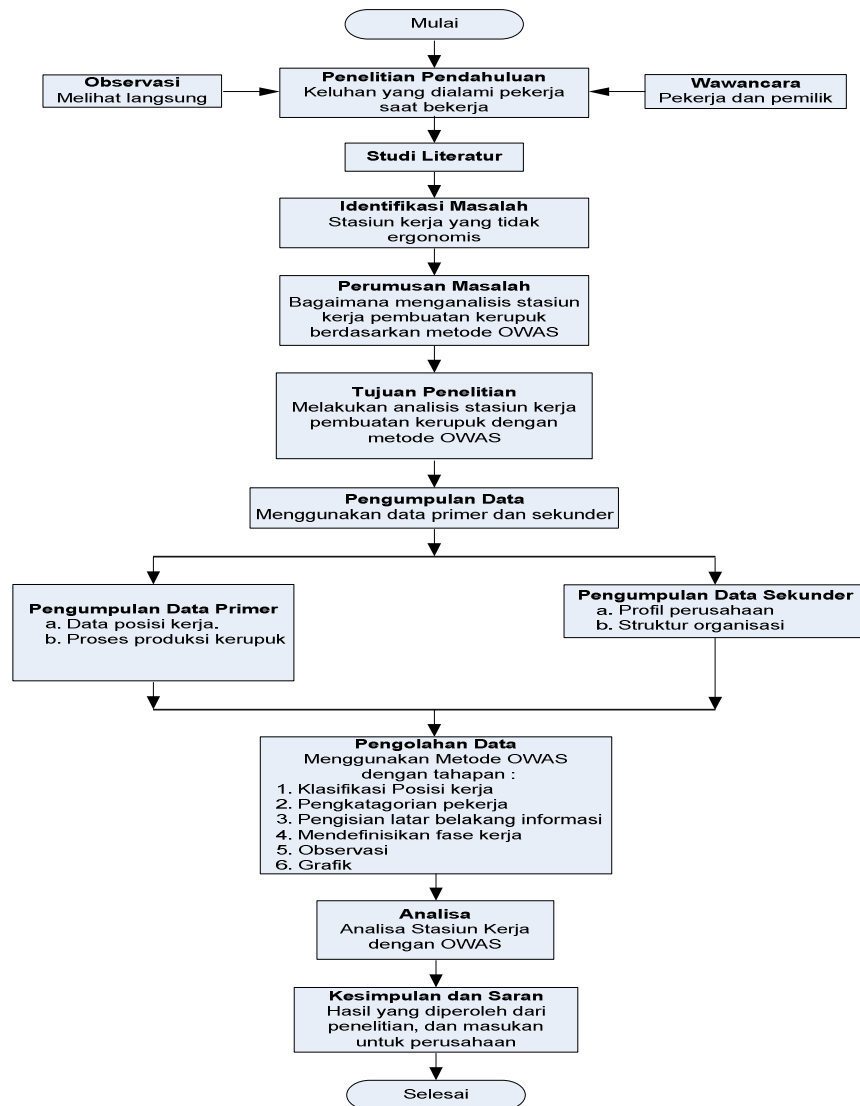 Mulai
Observasi
Melihat langsung
Penelitian Pendahuluan
Keluhan yang dialami pekerja
saat bekerja
Wawancara
Pekerja dan pemilik
Studi Literatur
Identifikasi Masalah
Stasiun kerja yang tidak
ergonomis
Perumusan Masalah
Bagaimana menganalisis stasiun
kerja pembuatan kerupuk
berdasarkan metode OWAS
Tujuan Penelitian
Melakukan analisis stasiun kerja
pembuatan kerupuk dengan
metode OWAS
Pengumpulan Data
Menggunakan data primer dan sekunder
Pengumpulan Data Primer
a. Data posisi kerja.
b. Proses produksi kerupuk
Pengumpulan Data Sekunder
a. Profil perusahaan
b. Struktur organisasi
Pengolahan Data
Menggunakan Metode OWAS
dengan tahapan :
1. Klasifikasi Posisi kerja
2. Pengkatagorian pekerja
3. Pengisian latar belakang informasi
4. Mendefinisikan fase kerja
5. Observasi
6. Grafik
Analisa
Analisa Stasiun Kerja
dengan OWAS
Kesimpulan dan Saran
Hasil yang diperoleh dari
penelitian, dan masukan
untuk perusahaan
Selesai